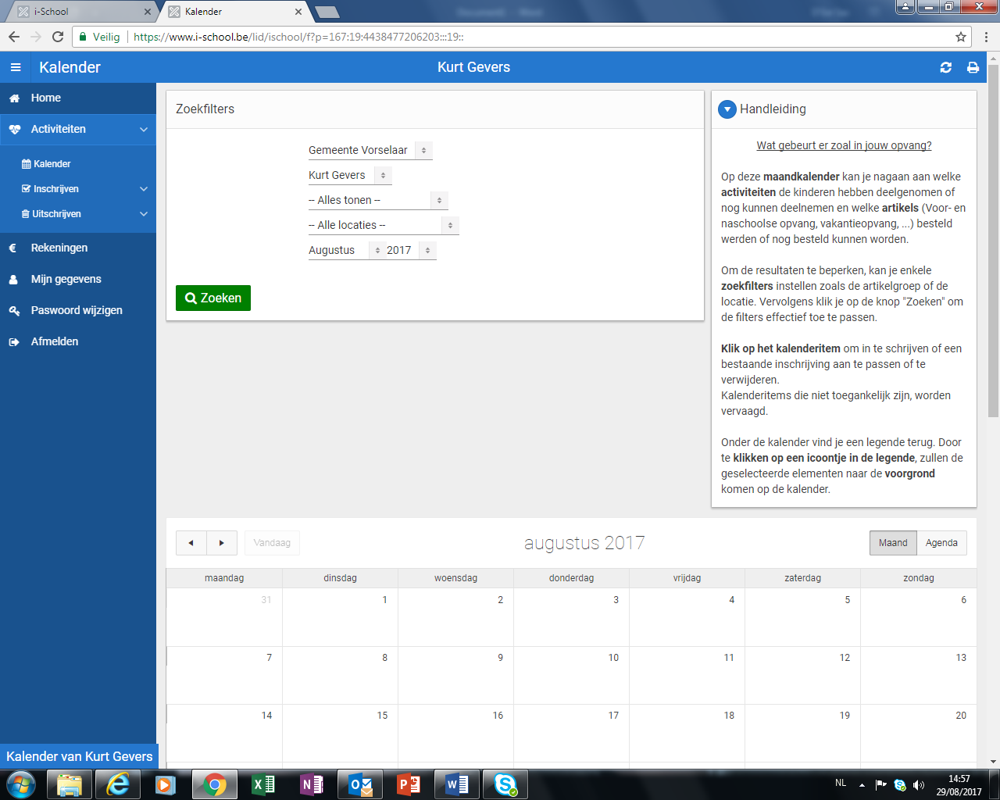 i-School
Kalender
Veilig
https://www.i-school.be/lid/ischool/f?p=167:19:4438477206203:::19::
Kalender
Kurt Gevers
Home
Activiteiten
Kalender
Inschrijven
Uitschrijven
Rekeningen
Mijn gegevens
Paswoord wijzigen
Afmelden
Zoekfilters
Gemeente Vorselaar
Kurt Gevers
-- Alles tonen --
-- Alle locaties --
Augustus 2017
Zoeken
Handleiding
Wat gebeurt er zoal in jouw opvang?
Op deze maandkalender kan je nagaan aan welke
activiteiten de kinderen hebben deelgenomen of
nog kunnen deelnemen en welke artikels (Voor- en
naschoolse opvang, vakantieopvang, ...) besteld
werden of nog besteld kunnen worden.
Om de resultaten te beperken, kan je enkele
zoekfilters instellen zoals de artikelgroep of de
locatie. Vervolgens klik je op de knop "Zoeken" om
de filters effectief toe te passen.
Klik op het kalenderitem om in te schrijven of een
bestaande inschrijving aan te passen of te
verwijderen.
Kalenderitems die niet toegankelijk zijn, worden
vervaagd.
Onder de kalender vind je een legende terug. Door
te klikken op een icoontje in de legende, zullen de
geselecteerde elementen naar de voorgrond
komen op de kalender.
Vandaag
augustus 2017
Maand Agenda
maandag dinsdag woensdag donderdag vrijdag zaterdag zondag
31 1 2 3 4 5 6
7 8 9 10 11 12 13
14 15 16 17 18 19 20
Kalender van Kurt Gevers
NL
14:57
29/08/2017